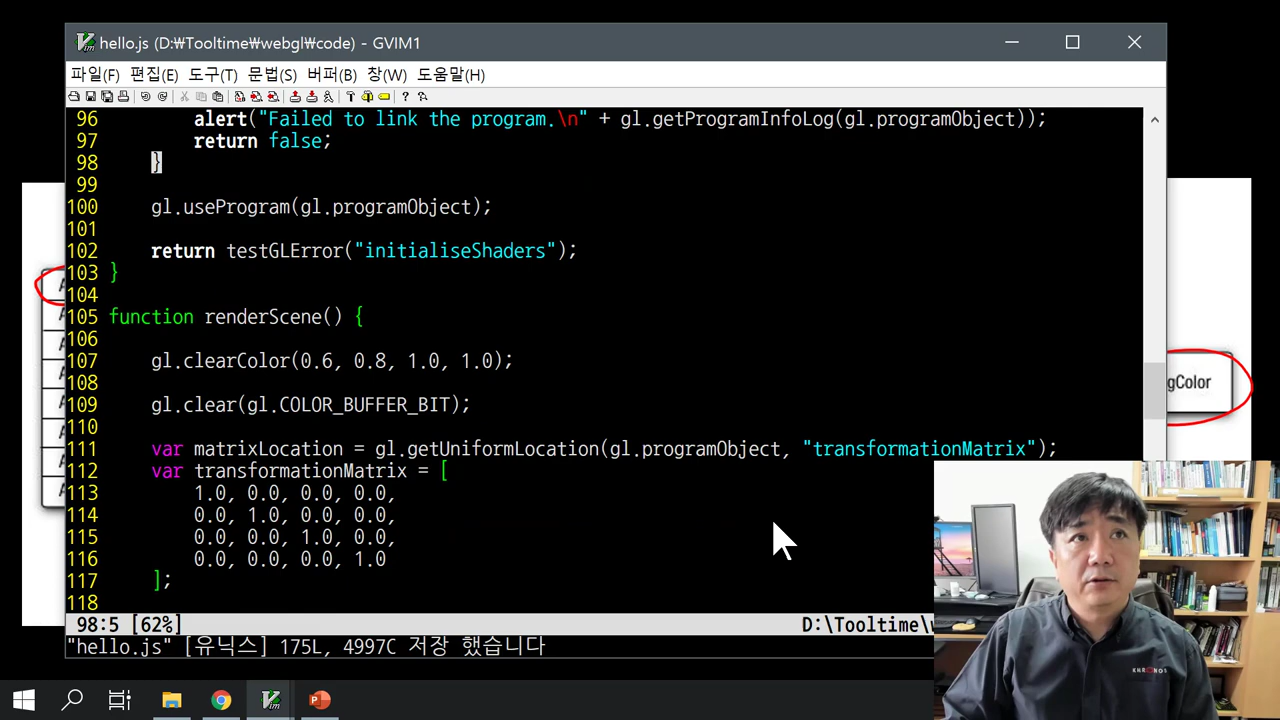 hello.js (D:₩Tooltime₩webgl₩code) - GVIM1
파일(F) 편집(E) 도구(T) 문법(S) 버퍼(B) 창(W) 도움말(H)
96 alert("Failed to link the program.\n" + gl.getProgramInfoLog(gl.programObject));
97 return false;
98 }
99
100 gl.useProgram(gl.programObject);
101
102 return testGLError("initialiseShaders");
103 }
104
105 function renderScene() {
106
107 gl.clearColor(0.6, 0.8, 1.0, 1.0);
108
109 gl.clear(gl.COLOR_BUFFER_BIT);
110
111 var matrixLocation = gl.getUniformLocation(gl.programObject, "transformationMatrix");
112 var transformationMatrix = [
113 1.0, 0.0, 0.0, 0.0,
114 0.0, 1.0, 0.0, 0.0,
115 0.0, 0.0, 1.0, 0.0,
116 0.0, 0.0, 0.0, 1.0
117 ];
118
98:5 [62%] D:\Tooltime\
"hello.js" [유닉스] 175L, 4997C 저장 했습니다
gColor
KHRONOS